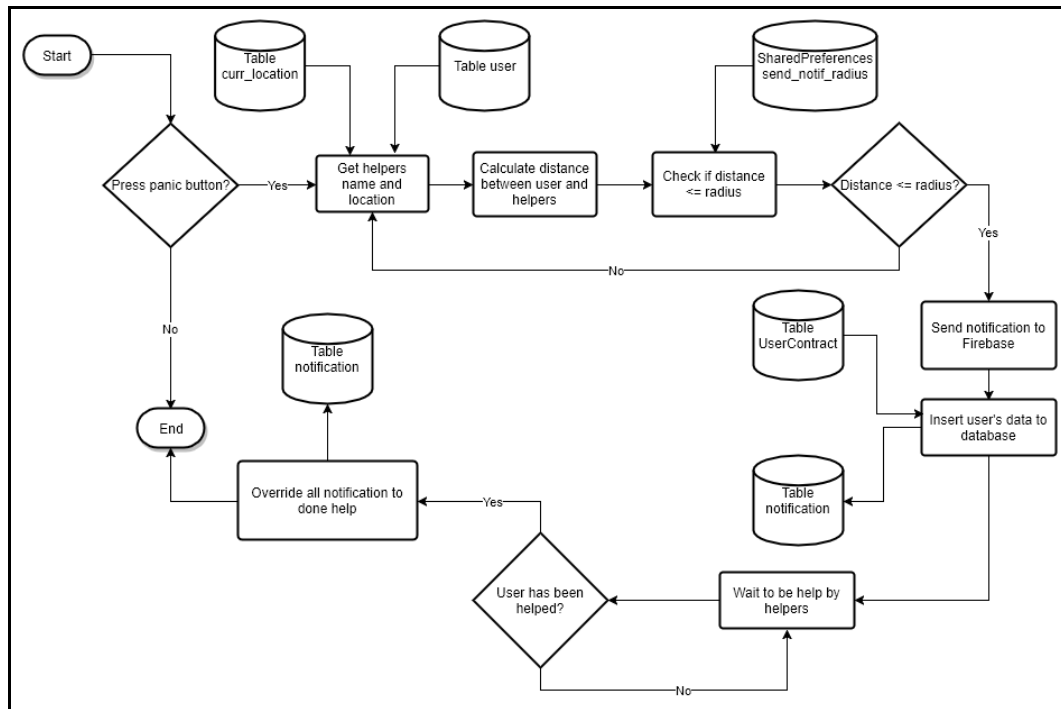 Start
Table
curr_location
Table user
SharedPreferences
send_notif_radius
Press panic button?
Yes
Get helpers
name and
location
Calculate distance
between user and
helpers
Check if distance
<= radius
Distance <= radius?
Yes
No
No
Send notification to
Firebase
Table
UserContract
Table
notification
Insert user's data to
database
End
Override all notification to
done help
Yes
Table
notification
User has been
helped?
Wait to be help by
helpers
No